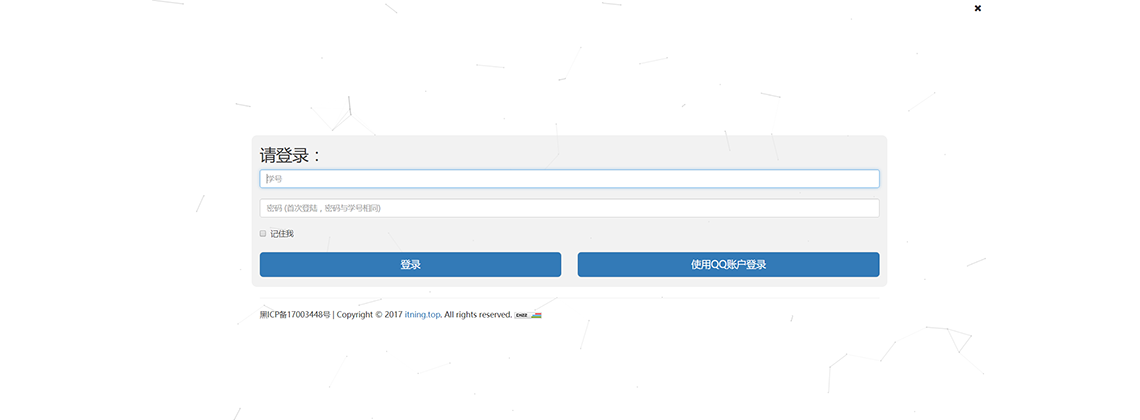 请登录：
学号
密码 (首次登陆，密码与学号相同)
记住我
登录 使用QQ账户登录
黑ICP备17003448号 | Copyright © 2017 itning.top. All rights reserved. CNZZ